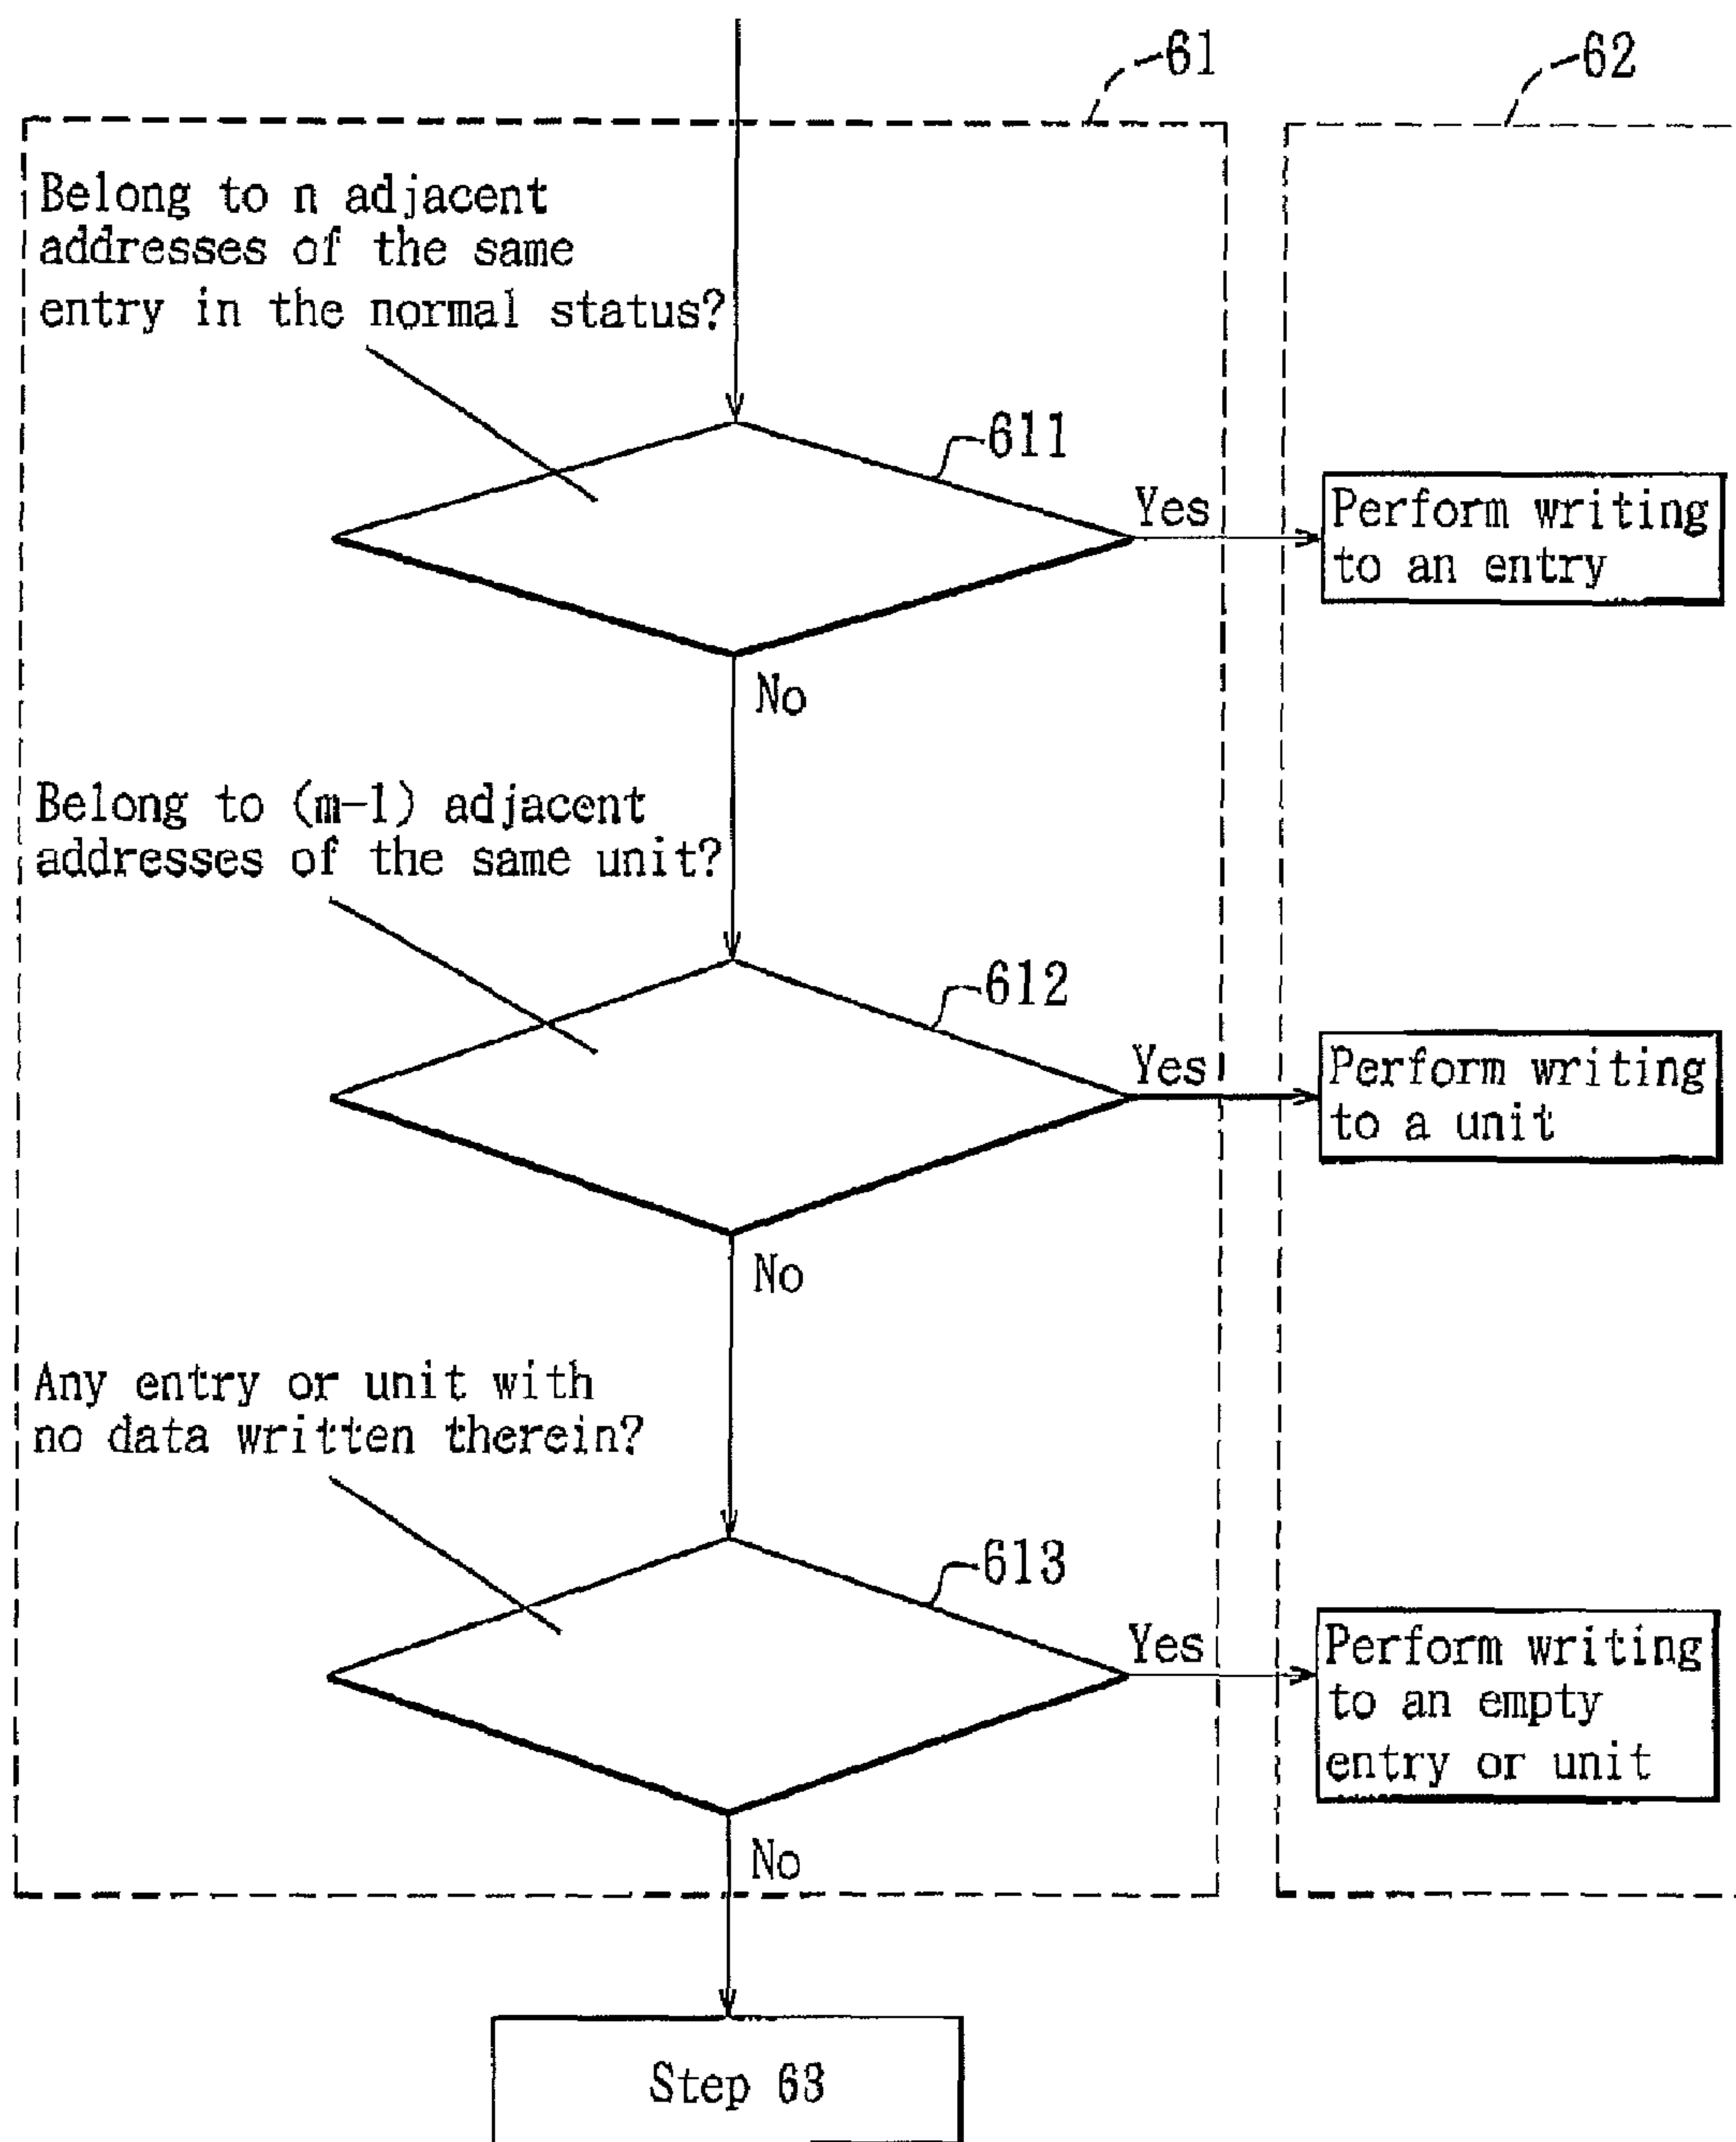 61
62
Belong to n adjacent
addresses of the same
entry in the normal status?
611
Yes
Perform writing
to an entry
No
Belong to (m-1) adjacent
addresses of the same unit?
612
Yes
Perform writing
to a unit
No
Any entry or unit with
no data written therein?
613
Yes
Perform writing
to an empty
entry or unit
No
Step 63